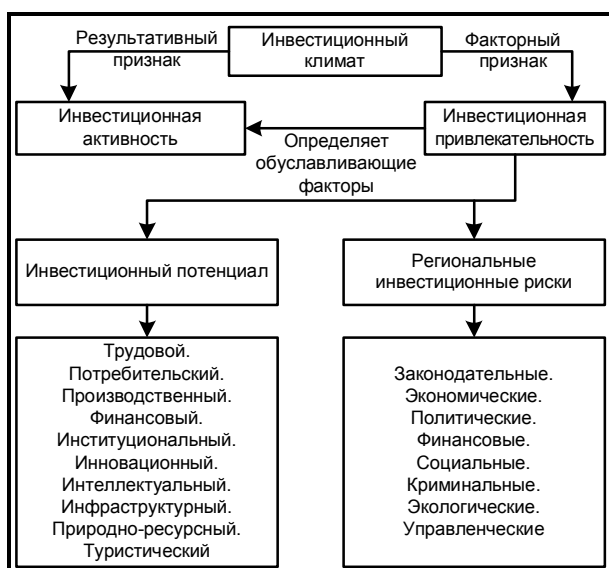 Результативный
признак
Инвестиционный
климат
Факторный
признак
Инвестиционная
активность
Инвестиционная
привлекательность
Определяет
обуславливающие
факторы
Инвестиционный потенциал
Региональные
инвестиционные риски
Трудовой.
Потребительский.
Производственный.
Финансовый.
Институциональный.
Инновационный.
Интеллектуальный.
Инфраструктурный.
Природно-ресурсный.
Туристический
Законодательные.
Экономические.
Политические.
Финансовые.
Социальные.
Криминальные.
Экологические.
Управленческие